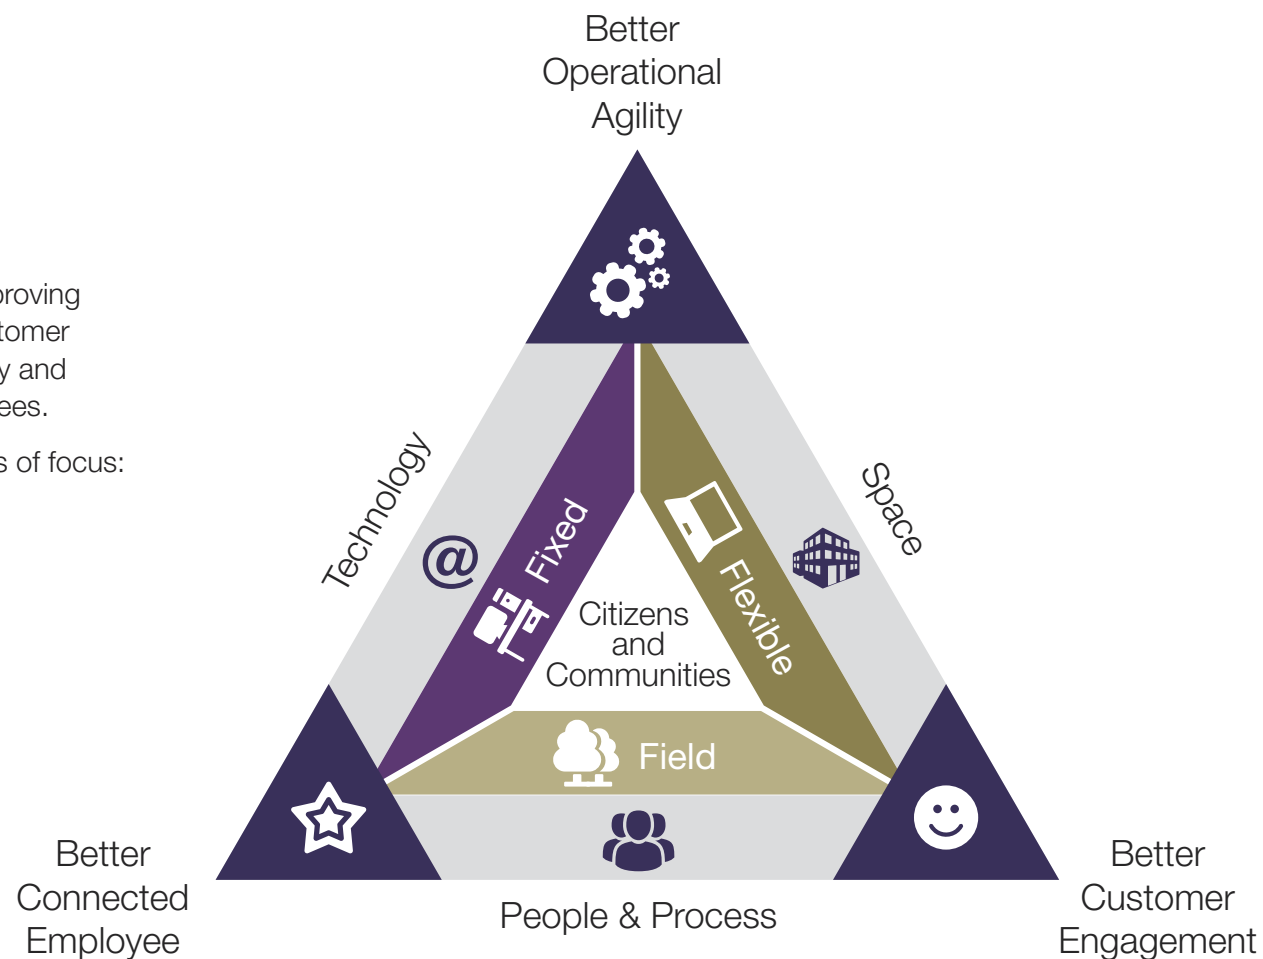 Better
Operational
Agility
proving
tomer
y and
ees.
s of focus:
Technology
Space
@
Fixed
Flexible
Citizens
and
Communities
Field
Better
Connected
Employee
People & Process
Better
Customer
Engagement